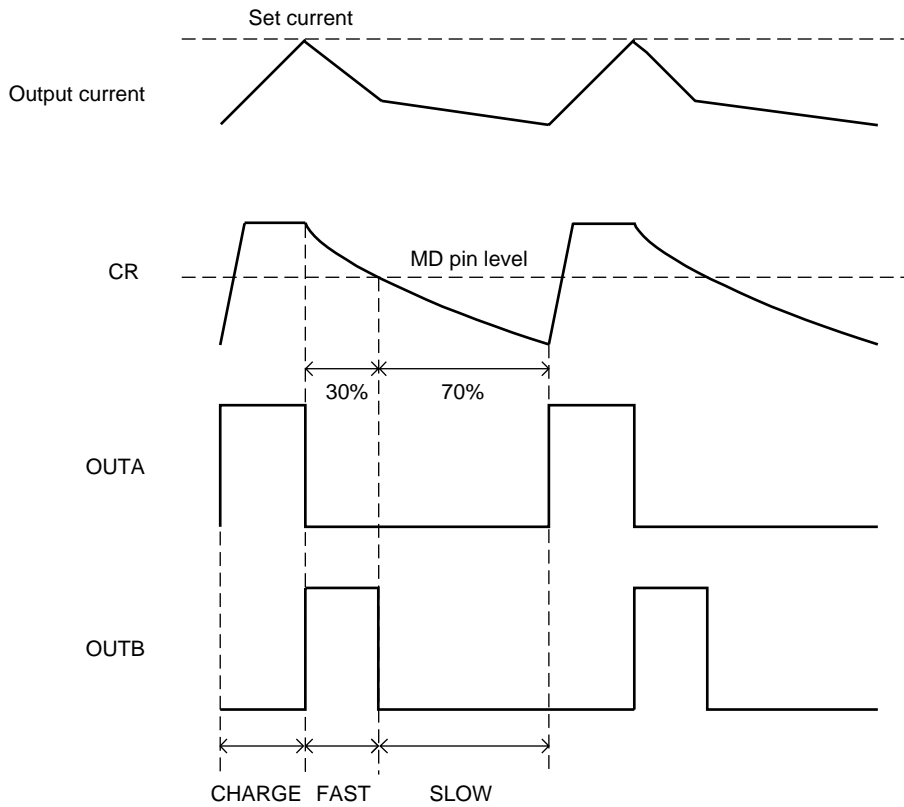 Set current
Output current
MD pin level
CR
30%
70%
OUTA
OUTB
CHARGE
FAST
SLOW